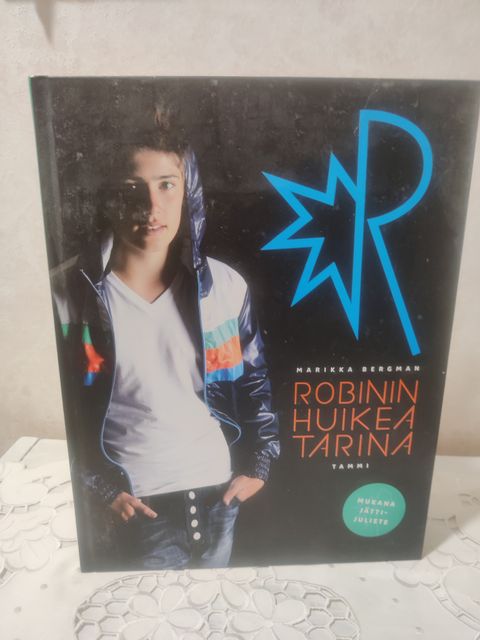 R
MARIKKA BERGMAN
ROBININ
HUIKEA
TARINA
TAMMI
MUKANA
JÄTTI-
JULISTE